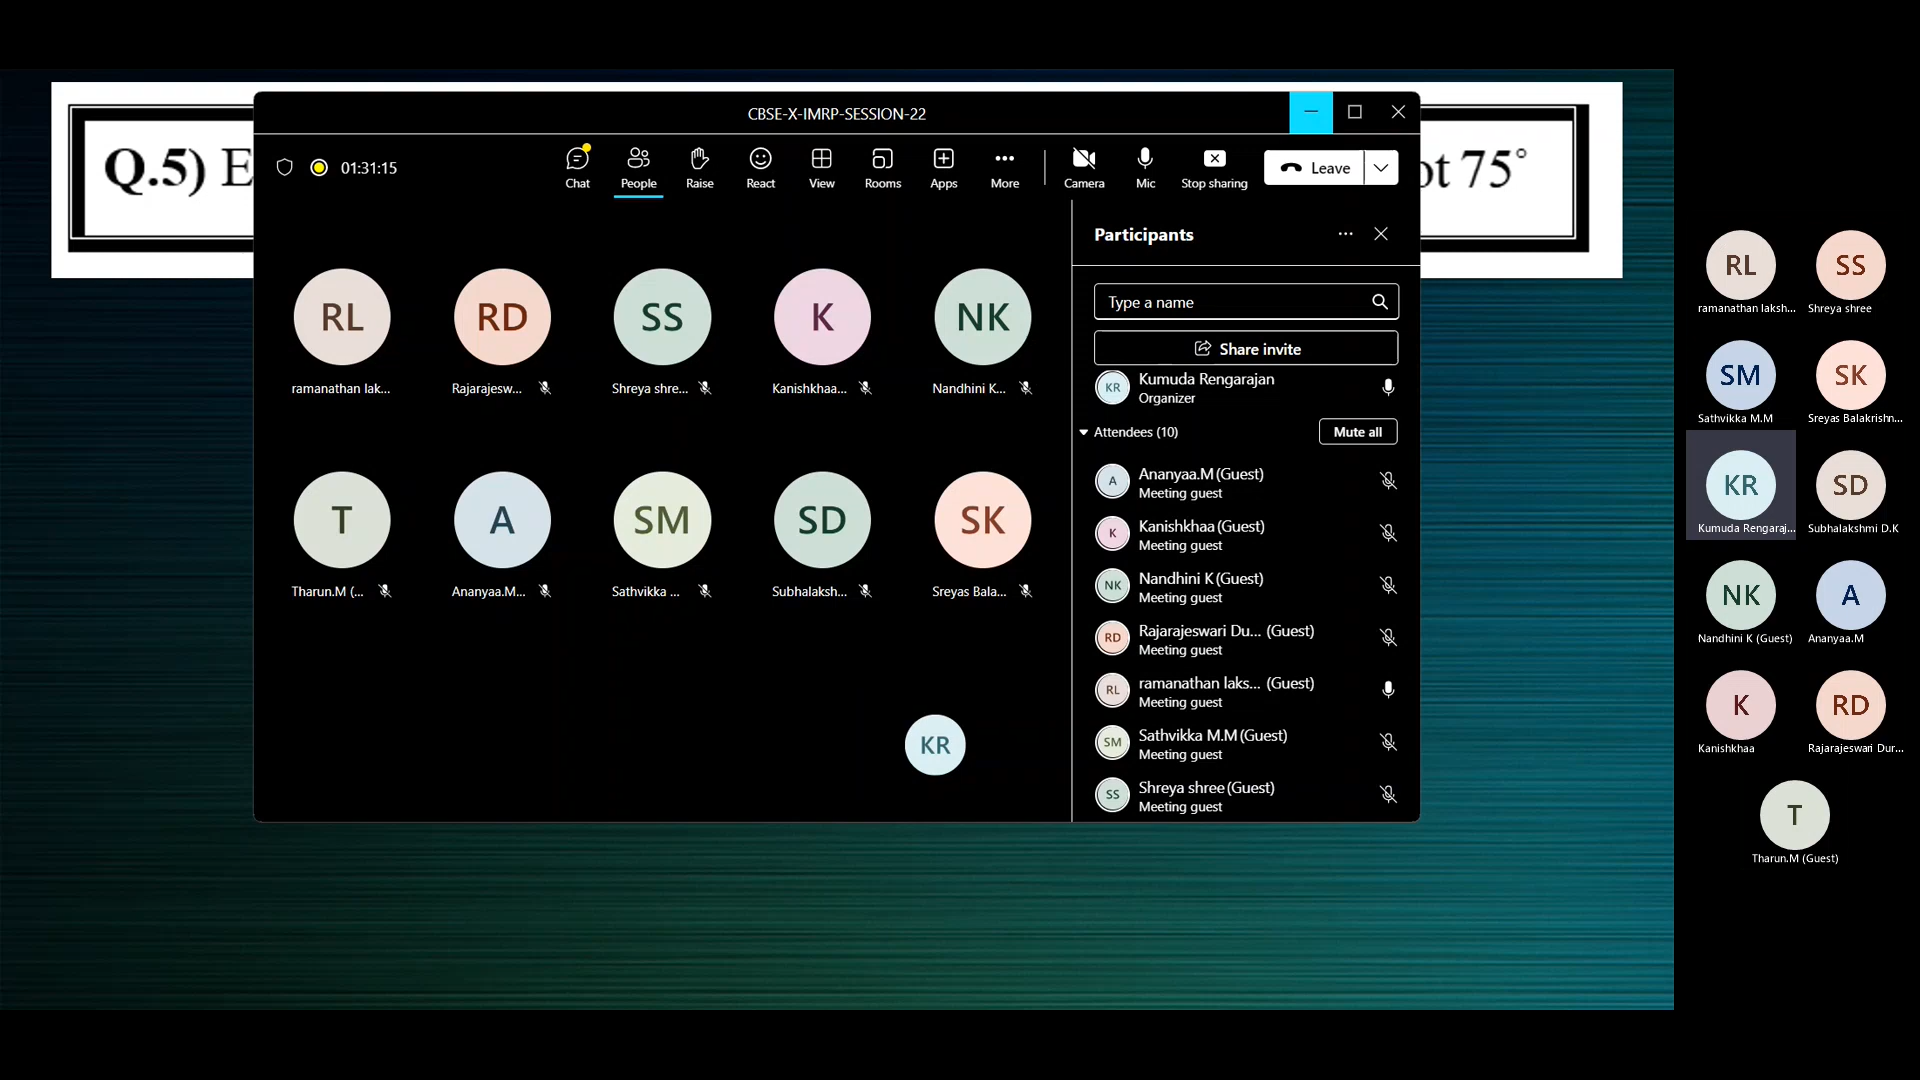 CBSE-X-IMRP-SESSION-22
Q.5) E
ot 75°
01:31:15
Chat
People
Raise
React
View
Rooms
Apps
More
Camera
Mic
Stop sharing
Leave
Participants
Type a name
Share invite
KR
Kumuda Rengarajan
Organizer
Attendees (10)
Mute all
A
Ananyaa.M (Guest)
Meeting guest
K
Kanishkhaa (Guest)
Meeting guest
NK
Nandhini K (Guest)
Meeting guest
RD
Rajarajeswari Du... (Guest)
Meeting guest
RL
ramanathan laks... (Guest)
Meeting guest
SM
Sathvikka M.M (Guest)
Meeting guest
SS
Shreya shree (Guest)
Meeting guest
RL
ramanathan lak...
RD
Rajarajesw...
SS
Shreya shre...
K
Kanishkhaa...
NK
Nandhini K...
T
Tharun.M (...
A
Ananyaa.M...
SM
Sathvikka ...
SD
Subhalaksh...
SK
Sreyas Bala...
KR
RL
ramanathan laksh...
SS
Shreya shree
SM
Sathvikka M.M
SK
Sreyas Balakrishn...
KR
Kumuda Rengaraj...
SD
Subhalakshmi D.K
NK
Nandhini K (Guest)
A
Ananyaa.M
K
Kanishkhaa
RD
Rajarajeswari Dur...
T
Tharun.M (Guest)